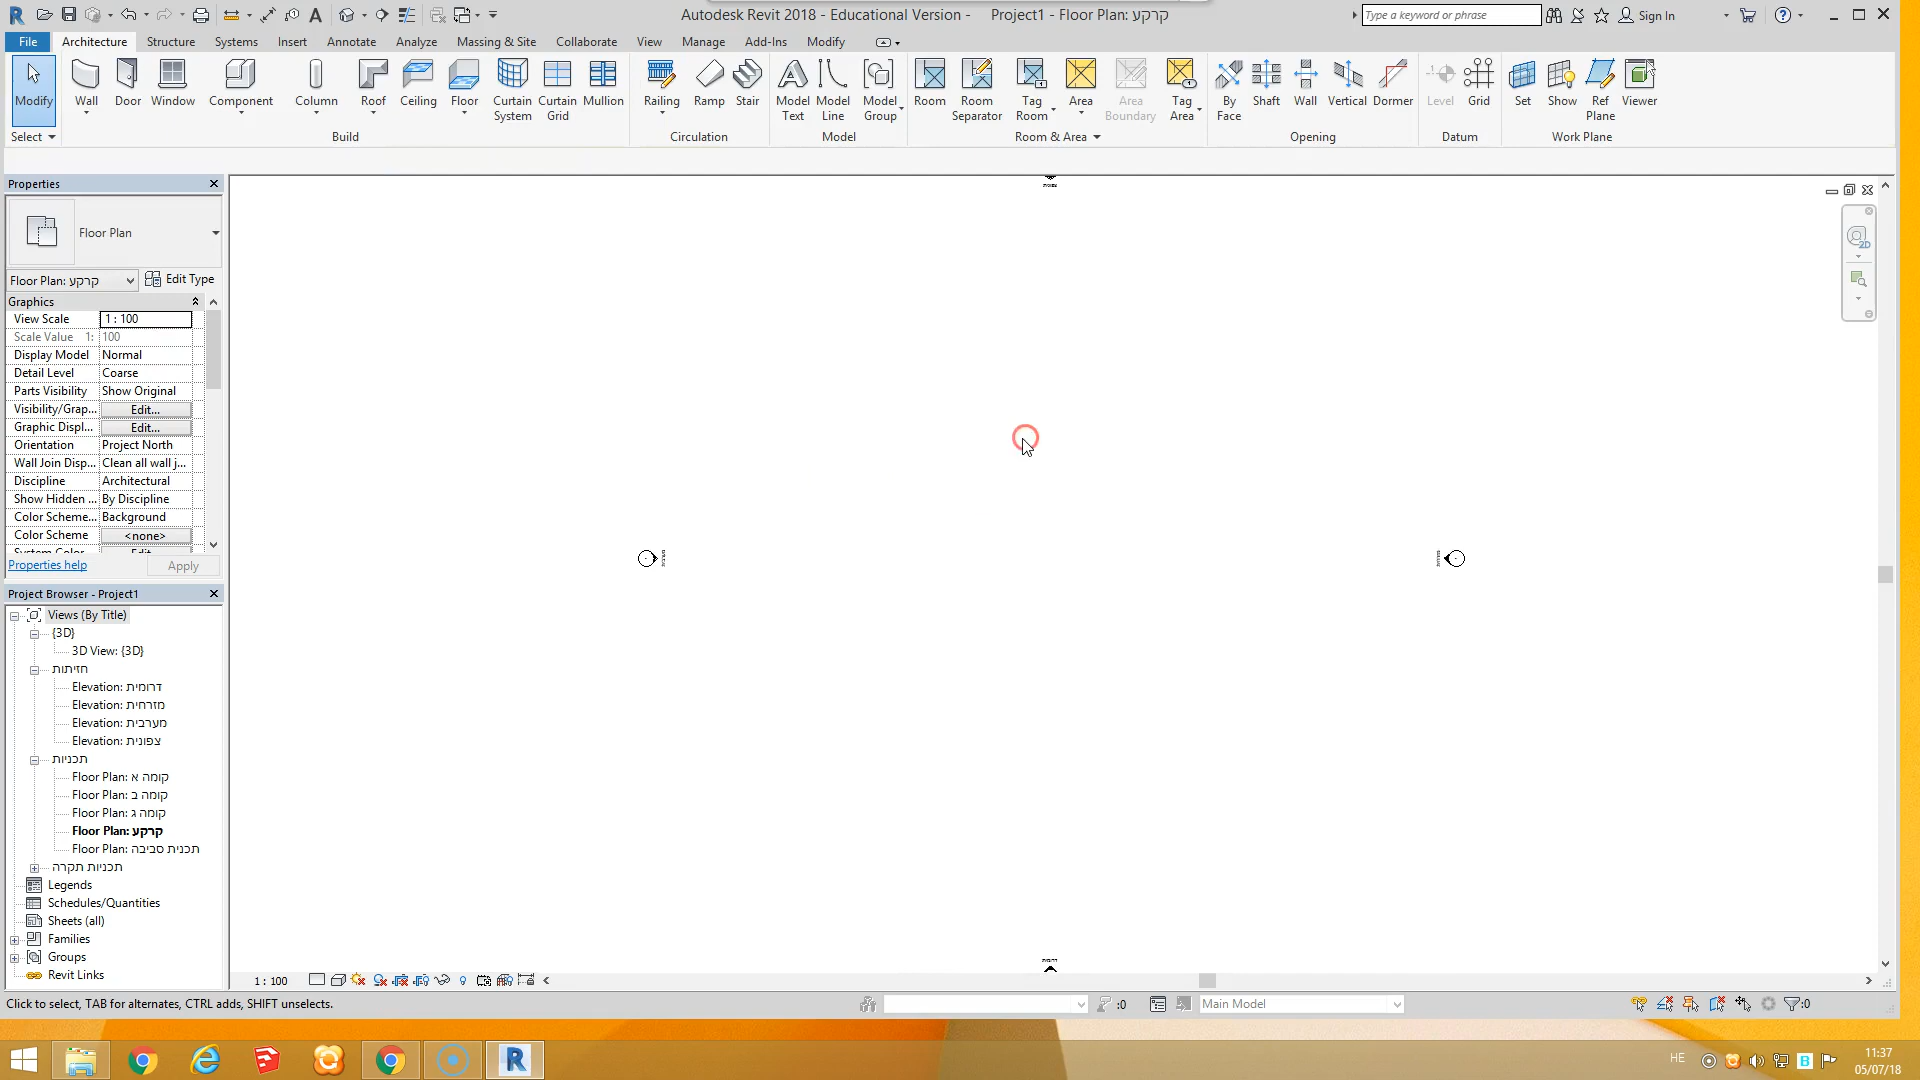 Autodesk Revit 2018 - Educational Version -    Project1 - Floor Plan: קרקע
Type a keyword or phrase
Sign In
File Architecture Structure Systems Insert Annotate Analyze Massing & Site Collaborate View Manage Add-Ins Modify
Modify Wall Door Window Component Column Roof Ceiling Floor Curtain System Curtain Grid Mullion Railing Ramp Stair Model Text Model Line Model Group Room Room Separator Tag Room Area Area Boundary Tag Area By Face Shaft Wall Vertical Dormer Level Grid Set Show Ref Plane Viewer
Select Build Circulation Model Room & Area Opening Datum Work Plane
Properties
Floor Plan
Floor Plan: קרקע Edit Type
Graphics
View Scale 1 : 100
Scale Value 1: 100
Display Model Normal
Detail Level Coarse
Parts Visibility Show Original
Visibility/Grap... Edit...
Graphic Displ... Edit...
Orientation Project North
Wall Join Disp... Clean all wall j...
Discipline Architectural
Show Hidden ... By Discipline
Color Scheme... Background
Color Scheme <none>
System Color Edit
Properties help Apply
Project Browser - Project1
Views (By Title)
{3D}
3D View: {3D}
חזיתות
Elevation: דרומית
Elevation: מזרחית
Elevation: מערבית
Elevation: צפונית
תכניות
Floor Plan: קומה א
Floor Plan: קומה ב
Floor Plan: קומה ג
Floor Plan: קרקע
Floor Plan: תכנית סביבה
תכניות תקרה
Legends
Schedules/Quantities
Sheets (all)
Families
Groups
Revit Links
2D
1 : 100
Click to select, TAB for alternates, CTRL adds, SHIFT unselects.
:0
Main Model
:0
HE
11:37
05/07/18